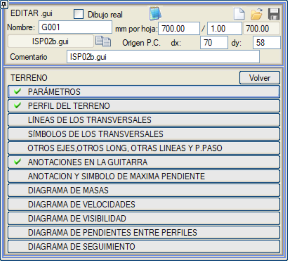 EDITAR .gui Dibujo real
Nombre: G001 mm por hoja: 700.00 / 1.00 700.00
ISP02b.gui Origen P.C. dx: 70 dy: 58
Comentario ISP02b.gui
TERRENO Volver
PARÁMETROS
PERFIL DEL TERRENO
LÍNEAS DE LOS TRANSVERSALES
SÍMBOLOS DE LOS TRANSVERSALES
OTROS EJES,OTROS LONG, OTRAS LINEAS Y P.PASO
ANOTACIONES EN LA GUITARRA
ANOTACION Y SIMBOLO DE MAXIMA PENDIENTE
DIAGRAMA DE MASAS
DIAGRAMA DE VELOCIDADES
DIAGRAMA DE VISIBILIDAD
DIAGRAMA DE PENDIENTES ENTRE PERFILES
DIAGRAMA DE SEGUIMIENTO